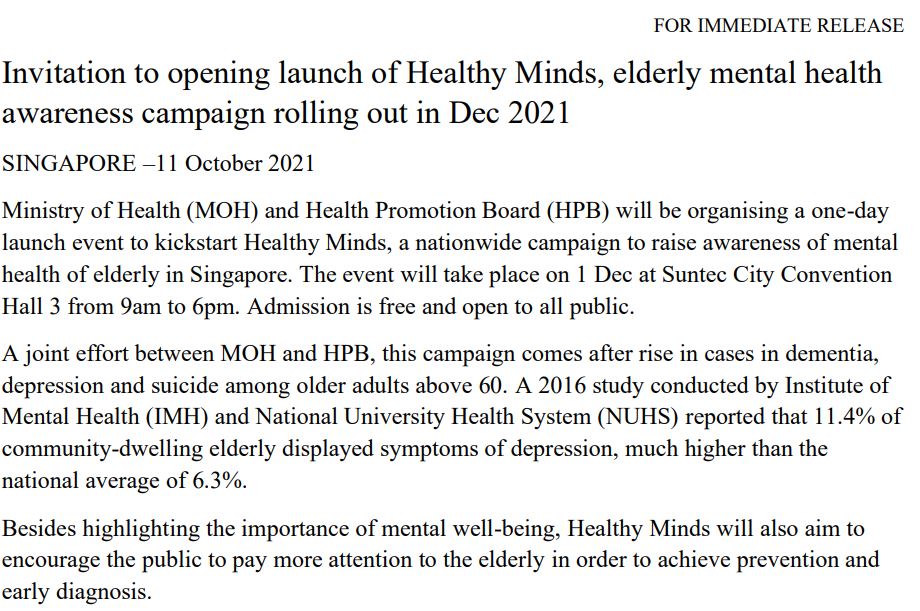 FOR IMMEDIATE RELEASE
Invitation to opening launch of Healthy Minds, elderly mental health
awareness campaign rolling out in Dec 2021
SINGAPORE –11 October 2021
Ministry of Health (MOH) and Health Promotion Board (HPB) will be organising a one-day
launch event to kickstart Healthy Minds, a nationwide campaign to raise awareness of mental
health of elderly in Singapore. The event will take place on 1 Dec at Suntec City Convention
Hall 3 from 9am to 6pm. Admission is free and open to all public.
A joint effort between MOH and HPB, this campaign comes after rise in cases in dementia,
depression and suicide among older adults above 60. A 2016 study conducted by Institute of
Mental Health (IMH) and National University Health System (NUHS) reported that 11.4% of
community-dwelling elderly displayed symptoms of depression, much higher than the
national average of 6.3%.
Besides highlighting the importance of mental well-being, Healthy Minds will also aim to
encourage the public to pay more attention to the elderly in order to achieve prevention and
early diagnosis.